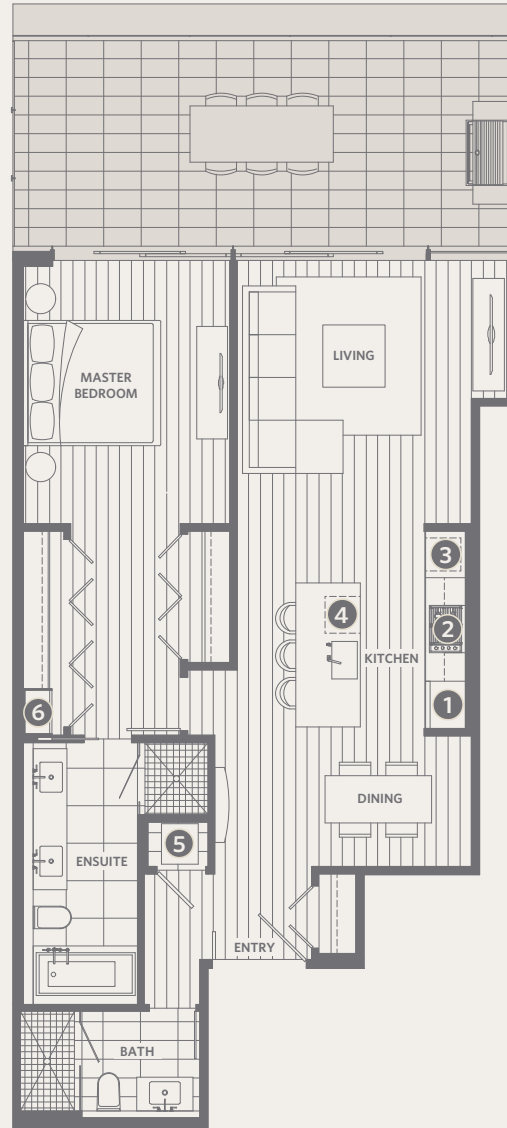 MASTER
BEDROOM
LIVING
3
4
2
KITCHEN
1
6
DINING
5
ENSUITE
ENTRY
BATH